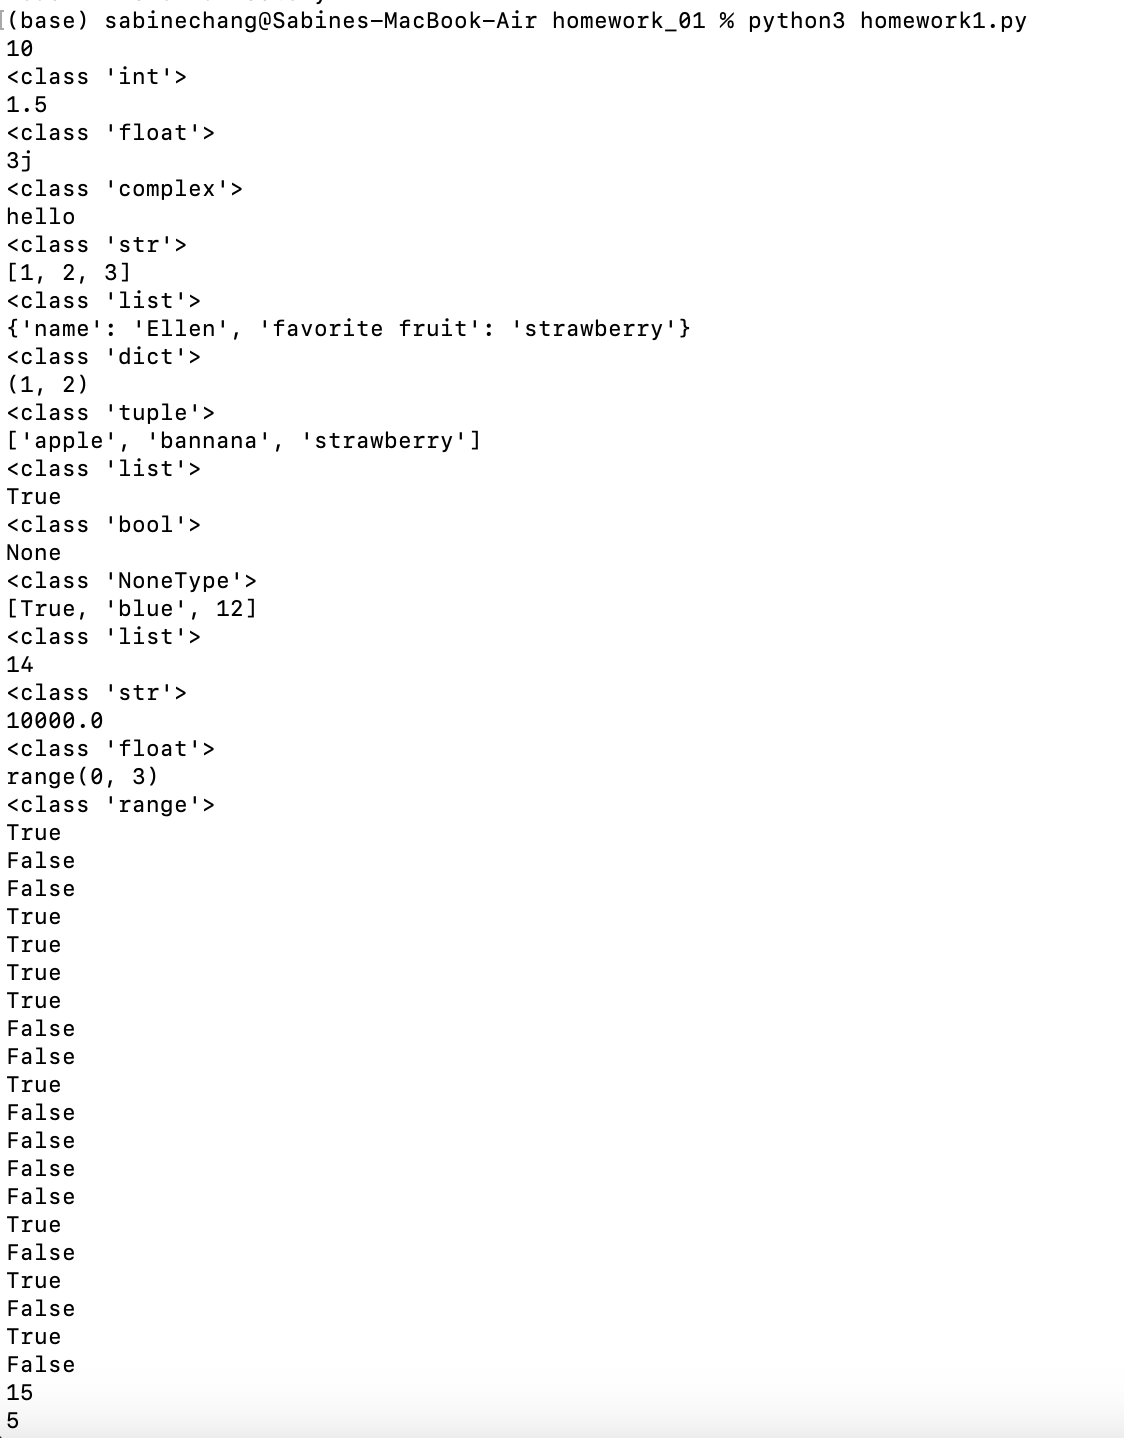 (base) sabinechang@Sabines-MacBook-Air homework_01 % python3 homework1.py
10
<class 'int'>
1.5
<class 'float'>
3j
<class 'complex'>
hello
<class 'str'>
[1, 2, 3]
<class 'list'>
{'name': 'Ellen', 'favorite fruit': 'strawberry'}
<class 'dict'>
(1, 2)
<class 'tuple'>
['apple', 'bannana', 'strawberry']
<class 'list'>
True
<class 'bool'>
None
<class 'NoneType'>
[True, 'blue', 12]
<class 'list'>
14
<class 'str'>
10000.0
<class 'float'>
range(0, 3)
<class 'range'>
True
False
False
True
True
True
True
False
False
True
False
False
False
False
True
False
True
False
True
False
15
5